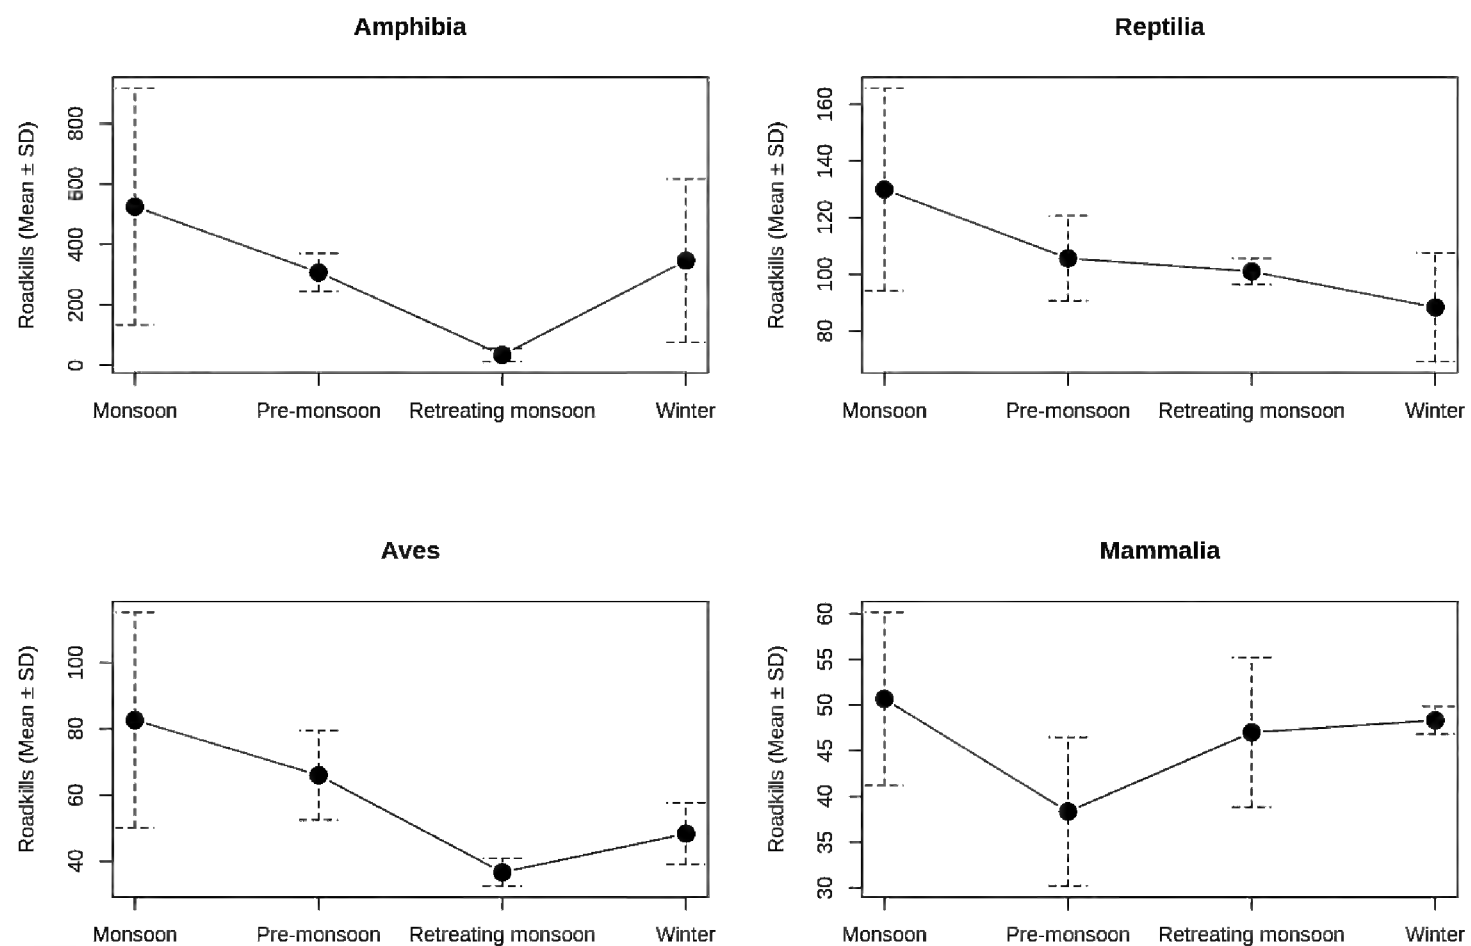 Amphibia
Roadkills (Mean ± SD)
800
600
400
200
0
Monsoon Pre-monsoon Retreating monsoon Winter
Reptilia
Roadkills (Mean ± SD)
160
140
120
100
80
Monsoon Pre-monsoon Retreating monsoon Winter
Aves
Roadkills (Mean ± SD)
100
80
60
40
Monsoon Pre-monsoon Retreating monsoon Winter
Mammalia
Roadkills (Mean ± SD)
60
55
50
45
40
35
30
Monsoon Pre-monsoon Retreating monsoon Winter